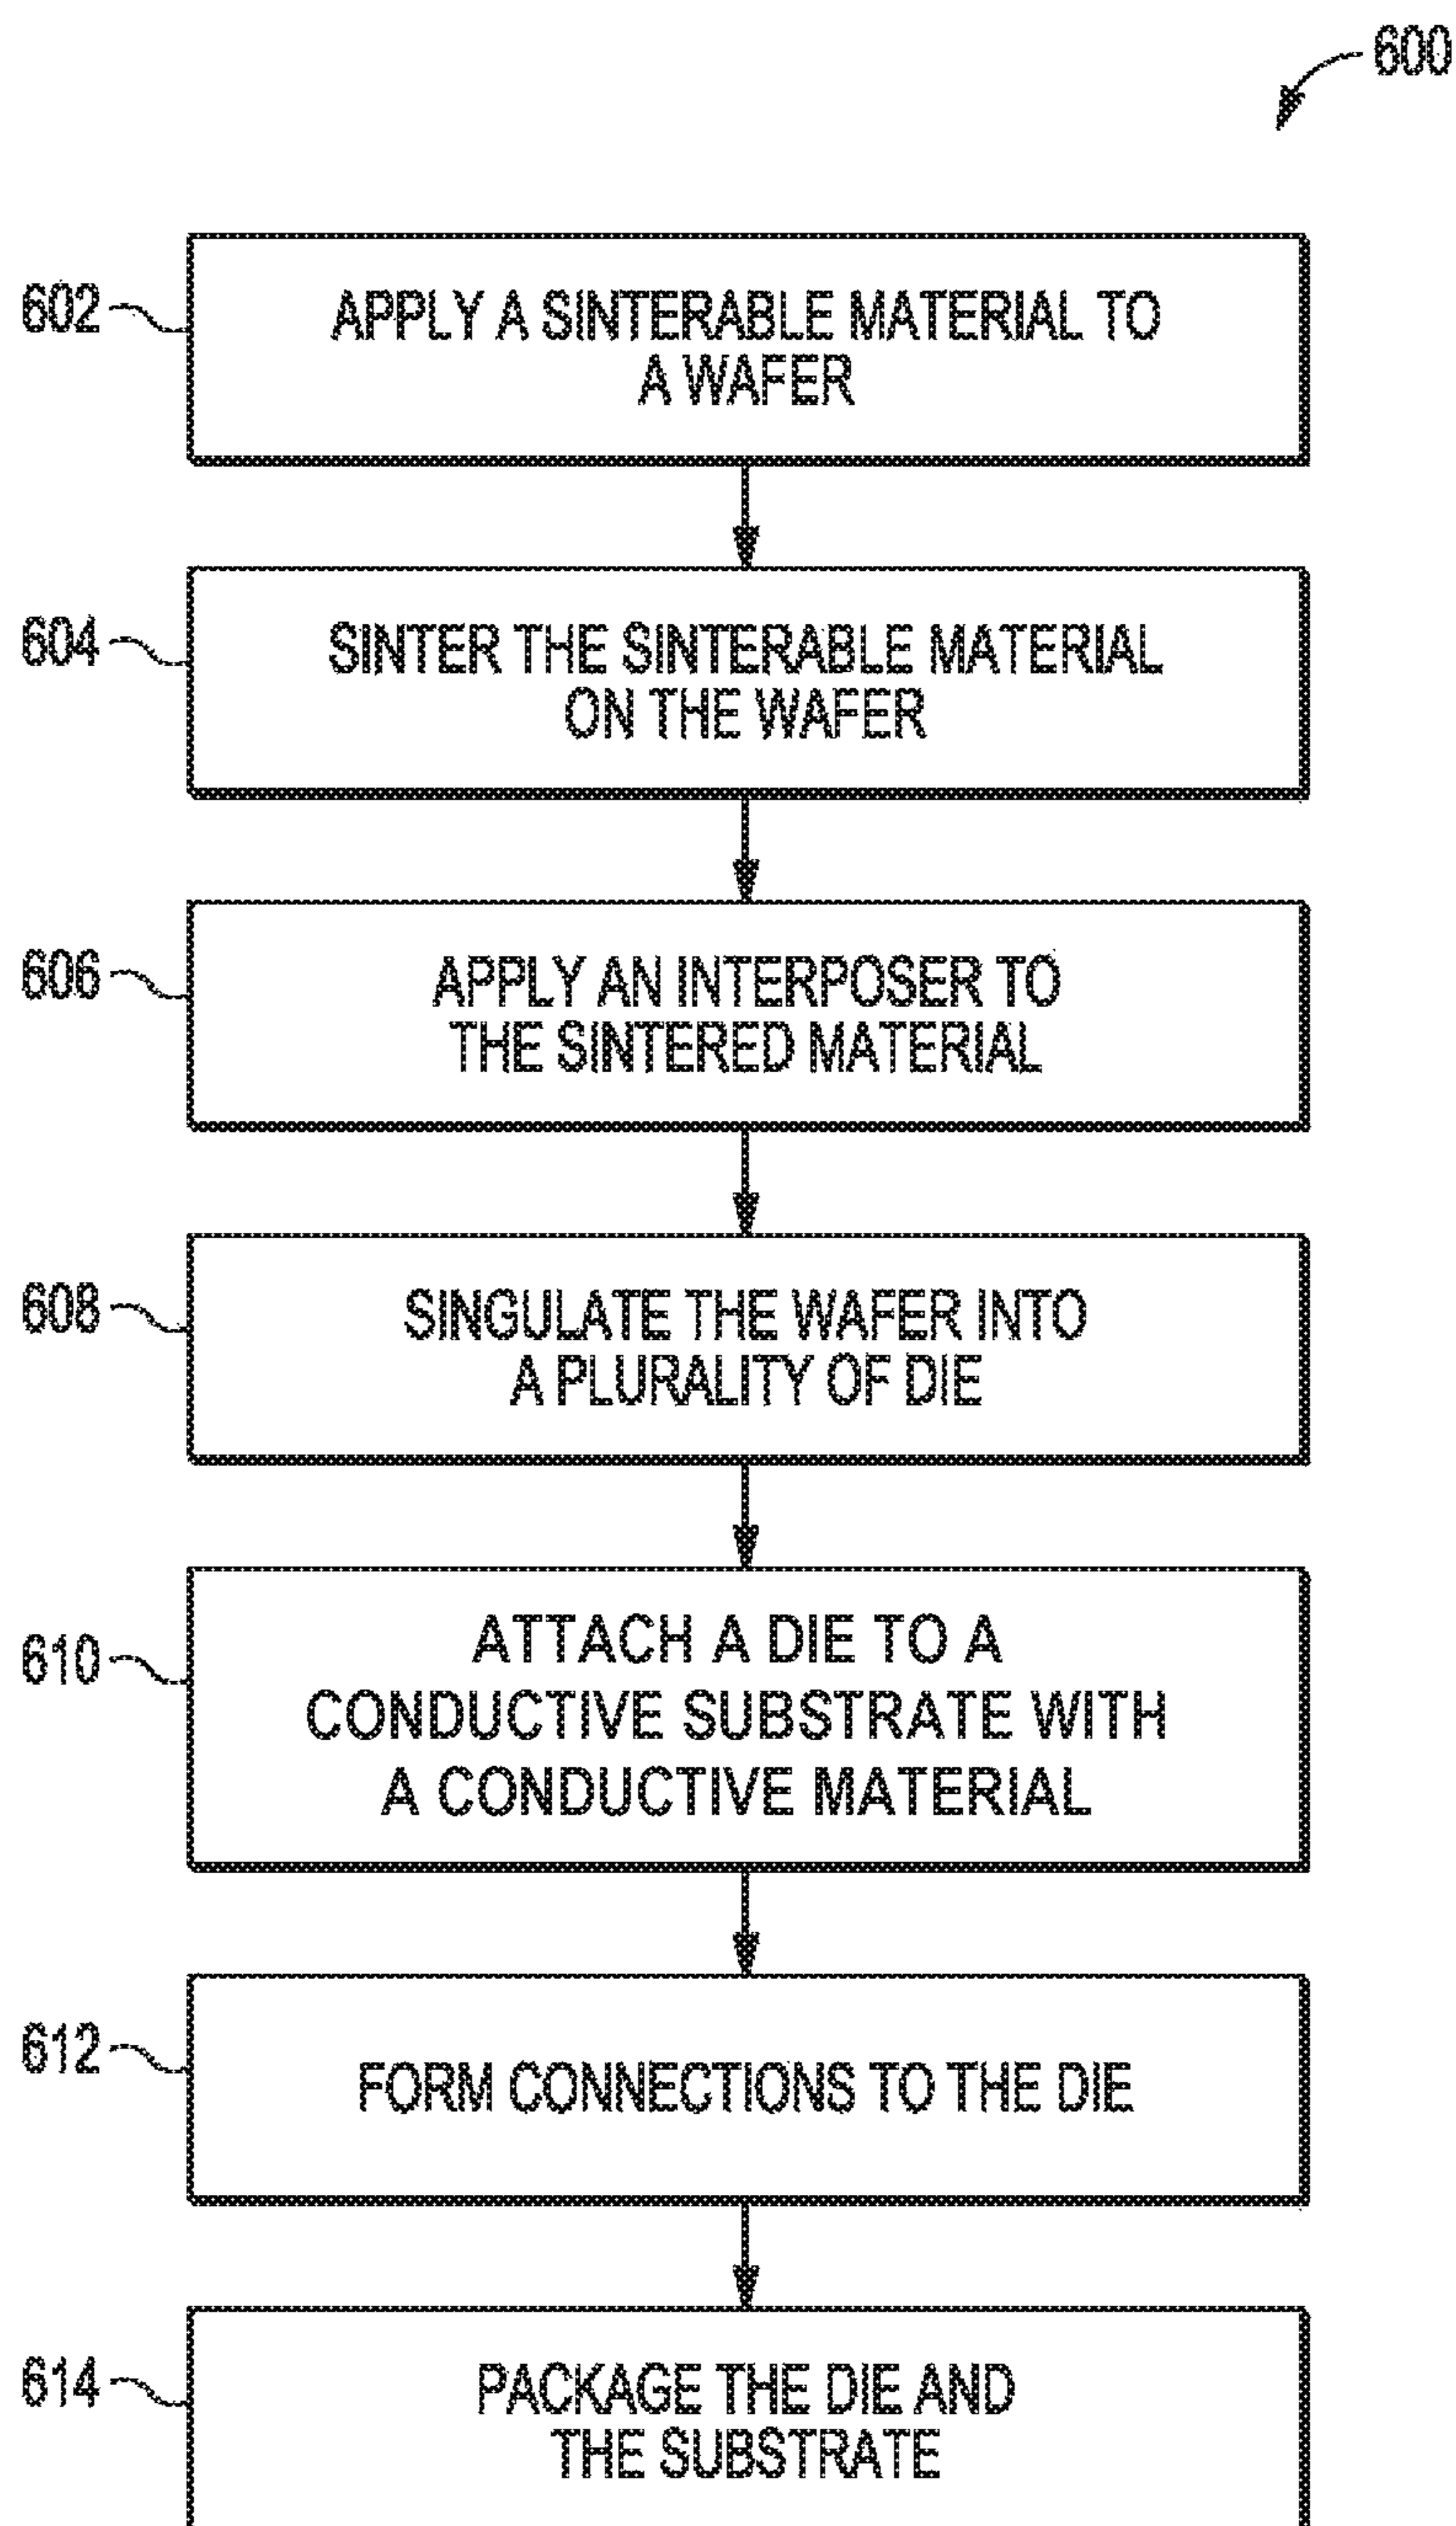 600
602
APPLY A SINTERABLE MATERIAL TO
A WAFER
604
SINTER THE SINTERABLE MATERIAL
ON THE WAFER
606
APPLY AN INTERPOSER TO
THE SINTERED MATERIAL
608
SINGULATE THE WAFER INTO
A PLURALITY OF DIE
610
ATTACH A DIE TO A
CONDUCTIVE SUBSTRATE WITH
A CONDUCTIVE MATERIAL
612
FORM CONNECTIONS TO THE DIE
614
PACKAGE THE DIE AND
THE SUBSTRATE